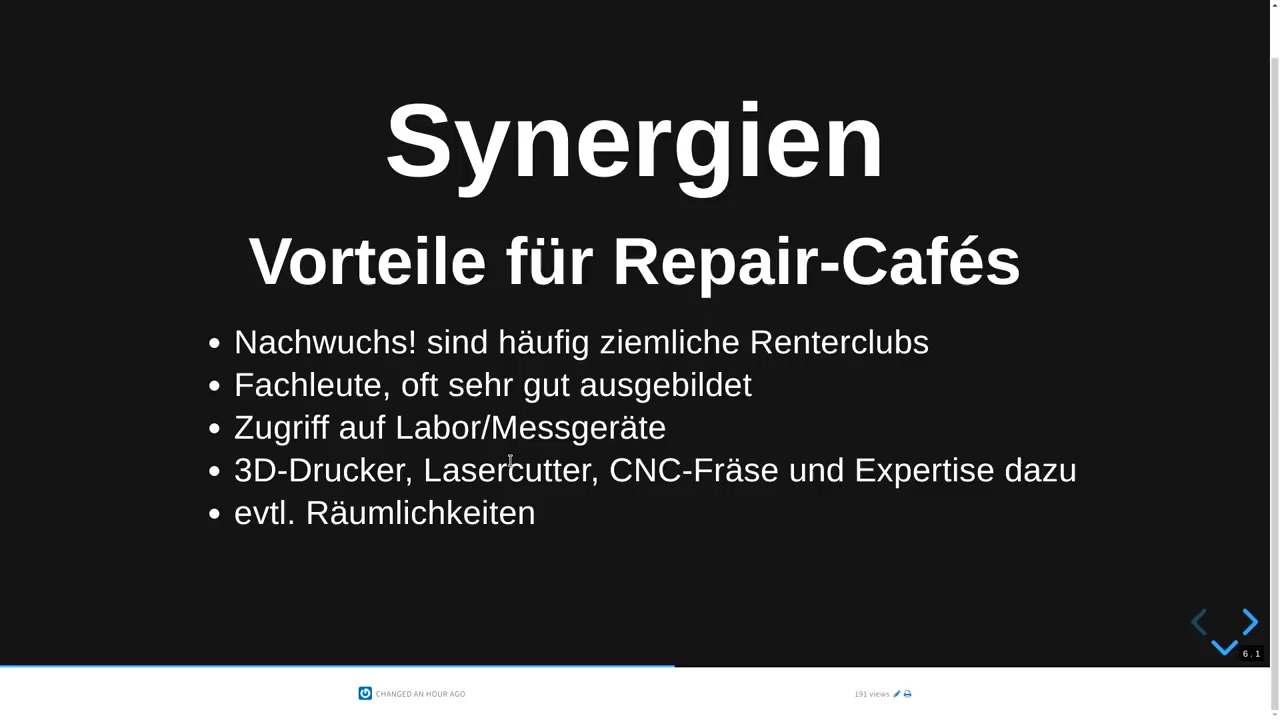 Synergien
Vorteile für Repair-Cafés
Nachwuchs! sind häufig ziemliche Renterclubs
Fachleute, oft sehr gut ausgebildet
Zugriff auf Labor/Messgeräte
3D-Drucker, Lasercutter, CNC-Fräse und Expertise dazu
evtl. Räumlichkeiten
6.1
CHANGED AN HOUR AGO
191 views